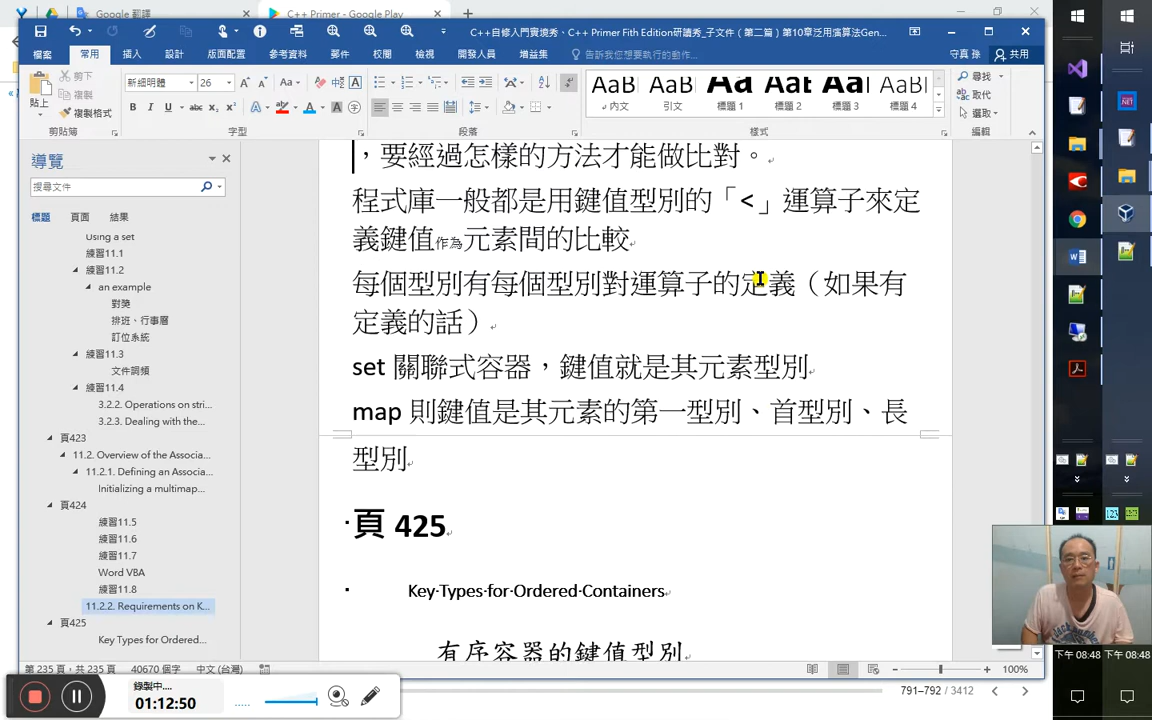 Google 翻譯
C++ Primer - Google Play
C++自修入門賣燒秀、C++ Primer Fith Edition研讀秀_子文件（第二篇）第10章泛用演算法Gen...
檔案 常用 插入 設計 版面配置 參考資料 郵件 校閱 檢視 開發人員 增益集 告訴我您想要執行的動作... 守真 孫 共用
貼上 剪下 複製 複製格式
新細明體 26
AaB AaB Aa Aat AaI AaBl
內文 引文 標題 1 標題 2 標題 3 標題 4
尋找 取代 選取
剪貼簿 字型 段落 樣式 編輯
導覽
搜尋文件
標題 頁面 結果
Using a set
練習11.1
練習11.2
an example
對獎
排班、行事曆
訂位系統
練習11.3
文件詞頻
練習11.4
3.2.2. Operations on stri...
3.2.3. Dealing with the...
頁423
11.2. Overview of the Associa...
11.2.1. Defining an Associa...
Initializing a multimap...
頁424
練習11.5
練習11.6
練習11.7
Word VBA
練習11.8
11.2.2. Requirements on K...
頁425
Key Types for Ordered...
，要經過怎樣的方法才能做比對。
程式庫一般都是用鍵值型別的「<」運算子來定
義鍵值作為元素間的比較
每個型別有每個型別對運算子的定義（如果有
定義的話）
set 關聯式容器，鍵值就是其元素型別
map 則鍵值是其元素的第一型別、首型別、長
型別
頁 425
Key Types for Ordered Containers
有序容器的鍵值型別
第 235 頁，共 235 頁 40670 個字 中文 (台灣) 100%
錄製中...
01:12:50
791–792 / 3412
下午 08:48 下午 08:48